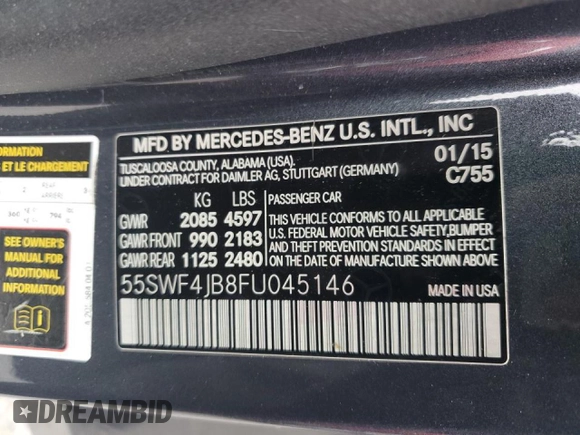 MFD BY MERCEDES-BENZ U.S. INTL., INC
TUSCALOOSA COUNTY, ALABAMA (USA).
UNDER CONTRACT FOR DAIMLER AG, STUTTGART (GERMANY)
01/15
C755
KG LBS
GVWR 2085 4597
GAWR FRONT 990 2183
GAWR REAR 1125 2480
PASSENGER CAR
THIS VEHICLE CONFORMS TO ALL APPLICABLE
U.S. FEDERAL MOTOR VEHICLE SAFETY,BUMPER
AND THEFT PREVENTION STANDARDS IN EFFECT
ON THE DATE OF MANUFACTURE SHOWN ABOVE.
55SWF4JB8FU045146
MADE IN USA
ORMATION
ET LE CHARGEMENT
SEE OWNER'S
MANUAL FOR
ADDITIONAL
INFORMATION
DREAMBID